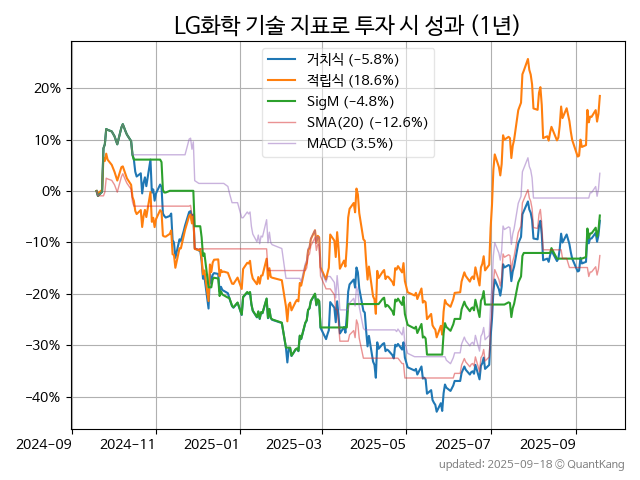 LG화학 기술 지표로 투자 시 성과 (1년)
거치식 (−5.8%)
적립식 (18.6%)
SigM (−4.8%)
SMA(20) (−12.6%)
MACD (3.5%)
20%
10%
0%
−10%
−20%
−30%
−40%
2024-09 2024-11 2025-01 2025-03 2025-05 2025-07 2025-09
updated: 2025-09-18 © QuantKang